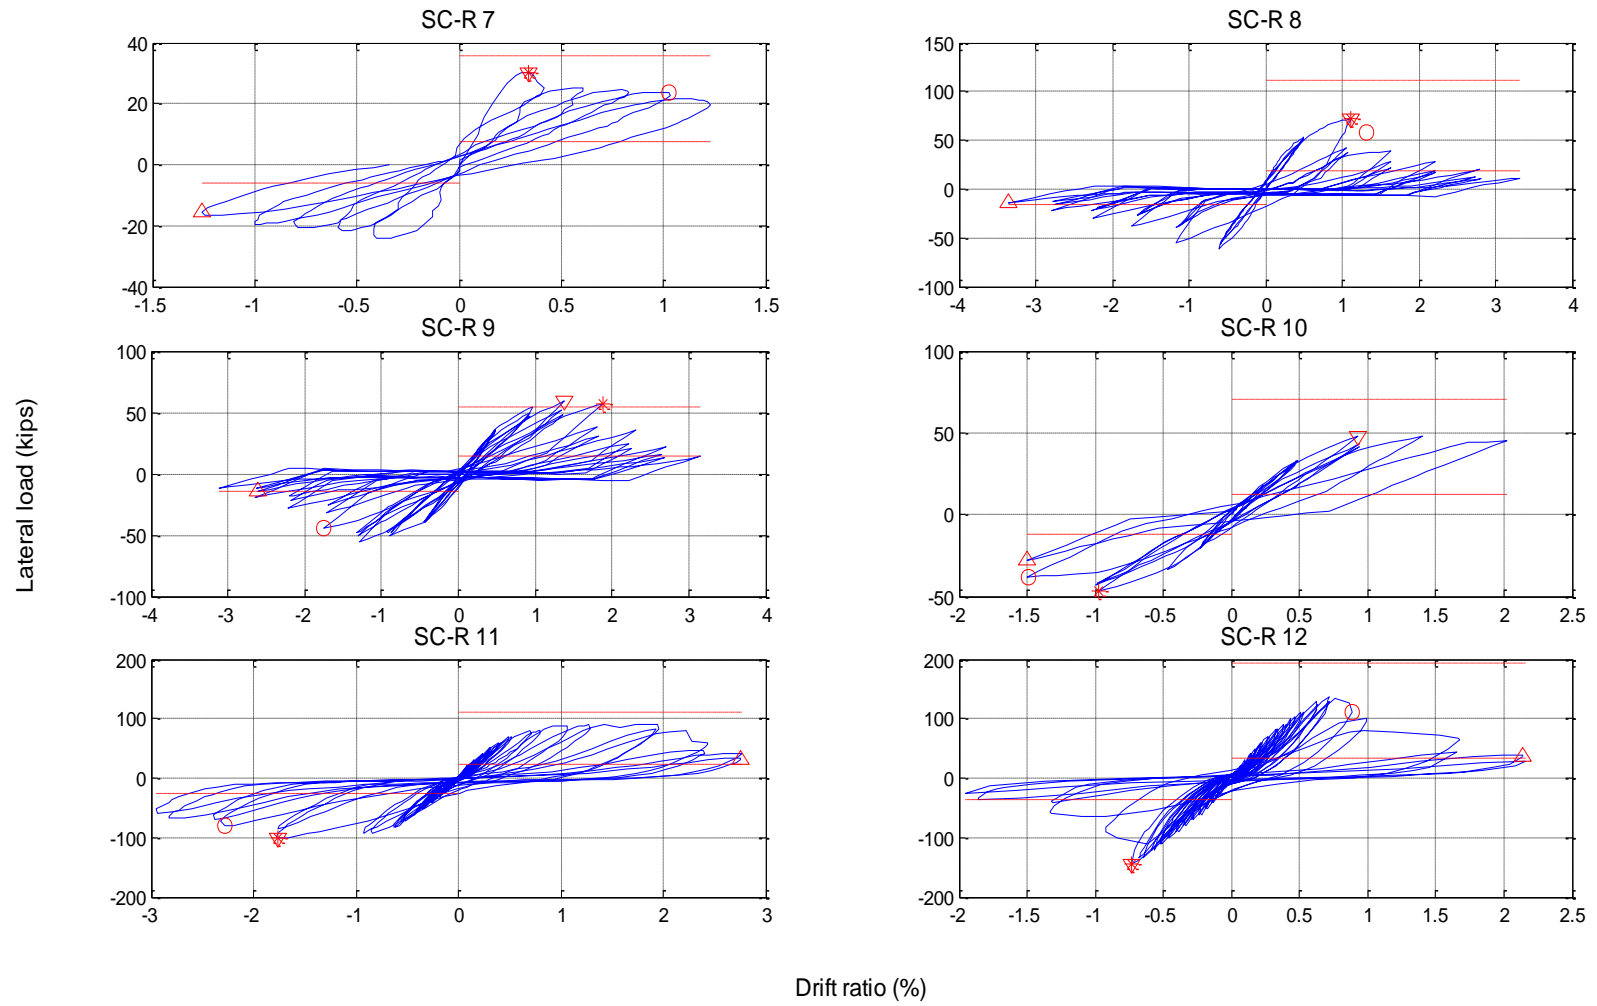 SC-R 7
40
20
0
-20
-40
-1.5 -1 -0.5 0 0.5 1 1.5
SC-R 8
150
100
50
0
-50
-100
-4 -3 -2 -1 0 1 2 3 4
SC-R 9
100
50
0
-50
-100
-4 -3 -2 -1 0 1 2 3 4
SC-R 10
100
50
0
-50
-2 -1.5 -1 -0.5 0 0.5 1 1.5 2 2.5
SC-R 11
200
100
0
-100
-200
-3 -2 -1 0 1 2 3
SC-R 12
200
100
0
-100
-200
-2 -1.5 -1 -0.5 0 0.5 1 1.5 2 2.5
Lateral load (kips)
Drift ratio (%)